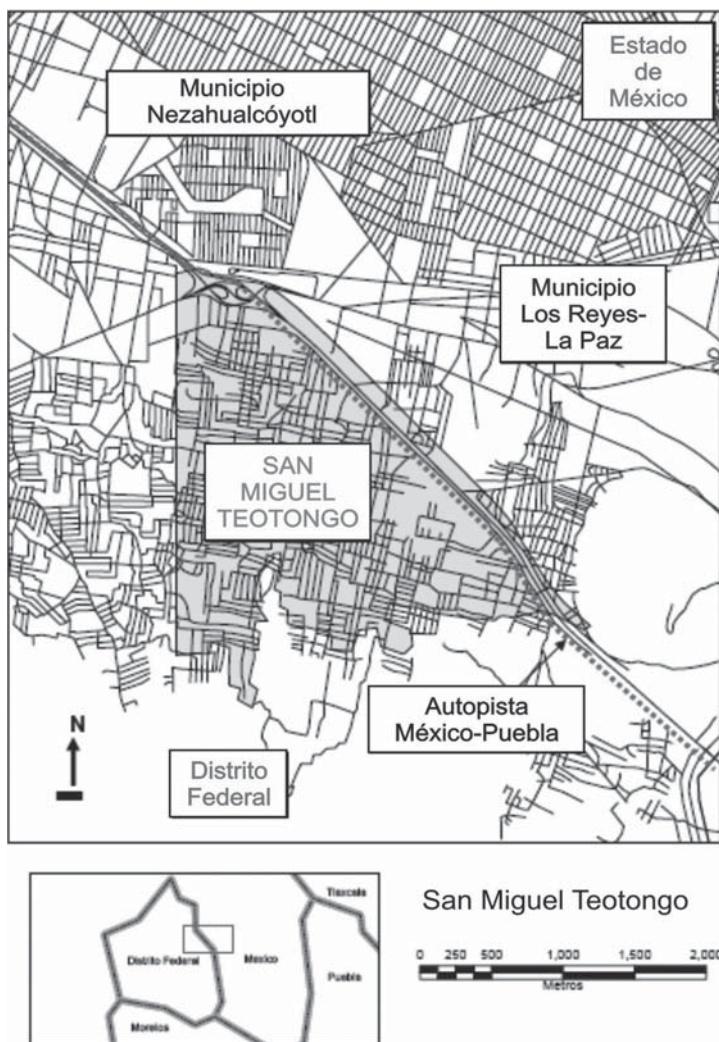 Estado
de
México
Municipio
Nezahualcóyotl
Municipio
Los Reyes-
La Paz
SAN
MIGUEL
TEOTONGO
Autopista
México-Puebla
N
Distrito
Federal
San Miguel Teotongo
0 250 500 1,000 1,500 2,000
Metros
Tlaxcala
Distrito Federal
Mexico
Puebla
Morelos